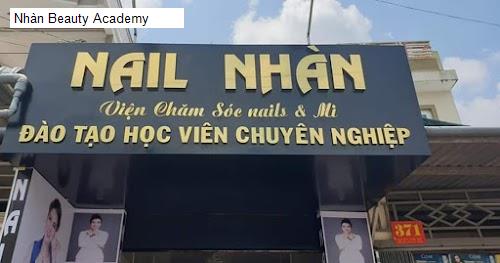 Nhàn Beauty Academy
NAIL NHÀN
Viện Chăm Sóc nails & Mi
ĐÀO TẠO HỌC VIÊN CHUYÊN NGHIỆP
N
A
371